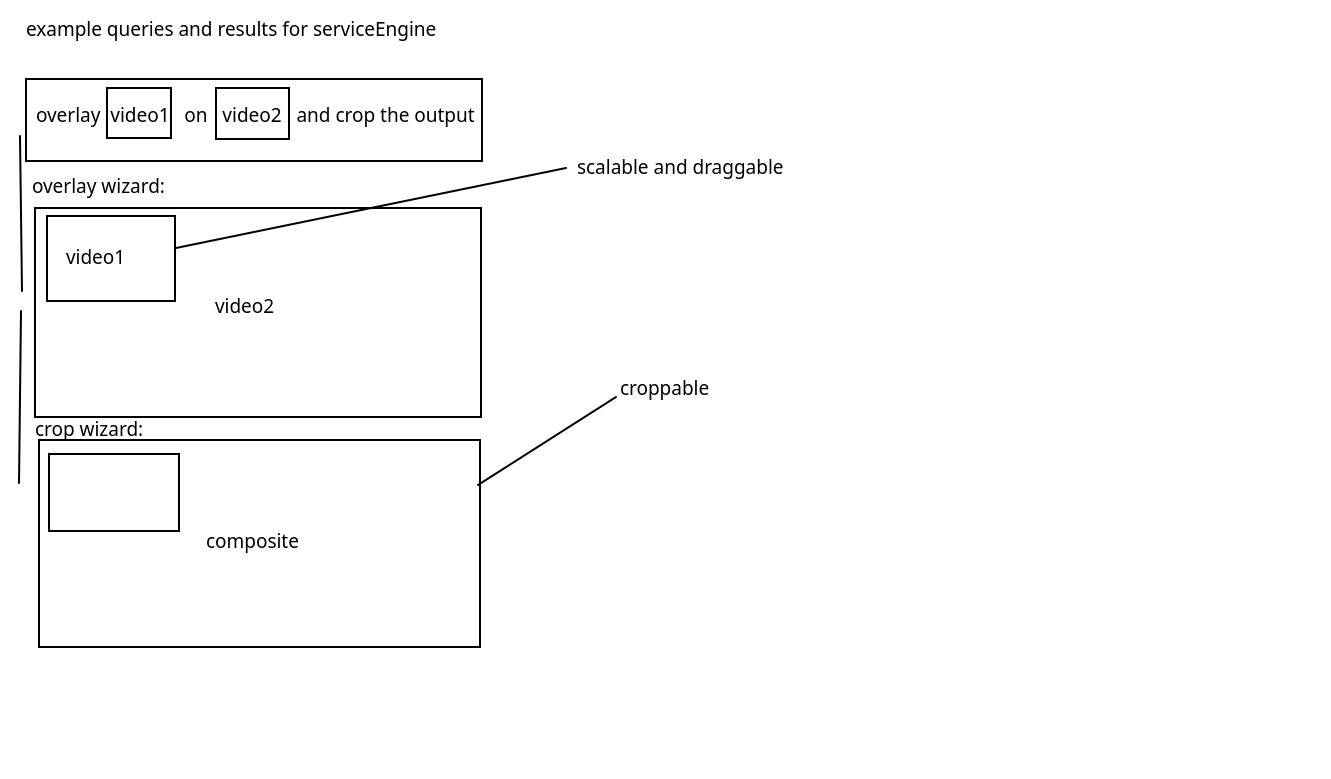 example queries and results for serviceEngine
overlay video1 on video2 and crop the output
scalable and draggable
overlay wizard:
video1
video2
croppable
crop wizard:
composite